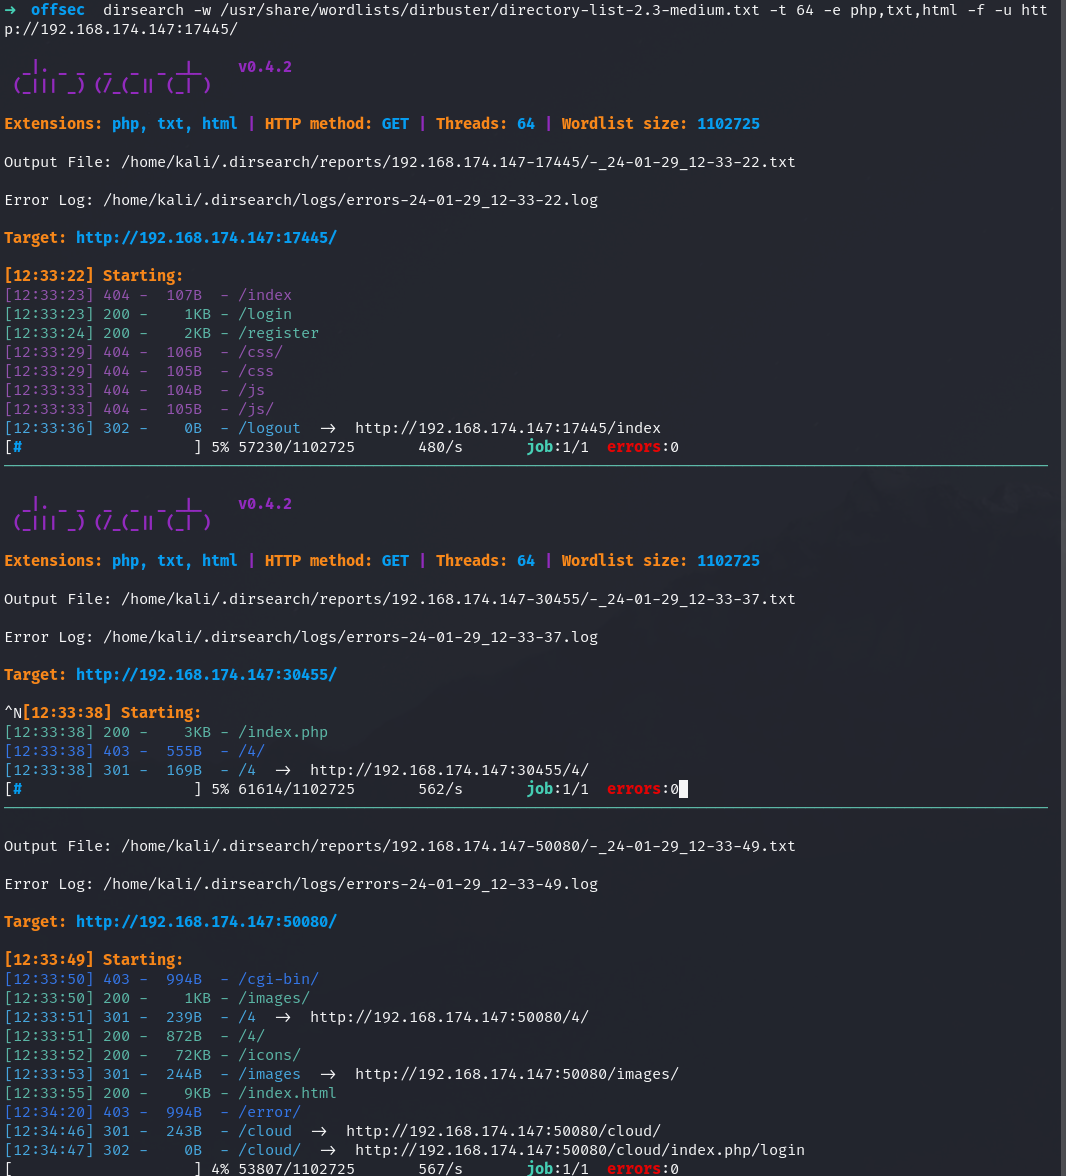 →  offsec  dirsearch -w /usr/share/wordlists/dirbuster/directory-list-2.3-medium.txt -t 64 -e php,txt,html -f -u htt
p://192.168.174.147:17445/
  _|. _ _  _  _  _ _|_    v0.4.2
 (_||| _) (/_(_|| (_| )
Extensions: php, txt, html | HTTP method: GET | Threads: 64 | Wordlist size: 1102725
Output File: /home/kali/.dirsearch/reports/192.168.174.147-17445/-_24-01-29_12-33-22.txt
Error Log: /home/kali/.dirsearch/logs/errors-24-01-29_12-33-22.log
Target: http://192.168.174.147:17445/
[12:33:22] Starting:
[12:33:23] 404 -  107B  - /index
[12:33:23] 200 -    1KB - /login
[12:33:24] 200 -    2KB - /register
[12:33:29] 404 -  106B  - /css/
[12:33:29] 404 -  105B  - /css
[12:33:33] 404 -  104B  - /js
[12:33:33] 404 -  105B  - /js/
[12:33:36] 302 -    0B  - /logout  ->  http://192.168.174.147:17445/index
[#                   ] 5% 57230/1102725       480/s       job:1/1  errors:0
  _|. _ _  _  _  _ _|_    v0.4.2
 (_||| _) (/_(_|| (_| )
Extensions: php, txt, html | HTTP method: GET | Threads: 64 | Wordlist size: 1102725
Output File: /home/kali/.dirsearch/reports/192.168.174.147-30455/-_24-01-29_12-33-37.txt
Error Log: /home/kali/.dirsearch/logs/errors-24-01-29_12-33-37.log
Target: http://192.168.174.147:30455/
^N[12:33:38] Starting:
[12:33:38] 200 -    3KB - /index.php
[12:33:38] 403 -  555B  - /4/
[12:33:38] 301 -  169B  - /4  ->  http://192.168.174.147:30455/4/
[#                   ] 5% 61614/1102725       562/s       job:1/1  errors:0
Output File: /home/kali/.dirsearch/reports/192.168.174.147-50080/-_24-01-29_12-33-49.txt
Error Log: /home/kali/.dirsearch/logs/errors-24-01-29_12-33-49.log
Target: http://192.168.174.147:50080/
[12:33:49] Starting:
[12:33:50] 403 -  994B  - /cgi-bin/
[12:33:50] 200 -    1KB - /images/
[12:33:51] 301 -  239B  - /4  ->  http://192.168.174.147:50080/4/
[12:33:51] 200 -  872B  - /4/
[12:33:52] 200 -   72KB - /icons/
[12:33:53] 301 -  244B  - /images  ->  http://192.168.174.147:50080/images/
[12:33:55] 200 -    9KB - /index.html
[12:34:20] 403 -  994B  - /error/
[12:34:46] 301 -  243B  - /cloud  ->  http://192.168.174.147:50080/cloud/
[12:34:47] 302 -    0B  - /cloud/  ->  http://192.168.174.147:50080/cloud/index.php/login
[                    ] 4% 53807/1102725       567/s       job:1/1  errors:0